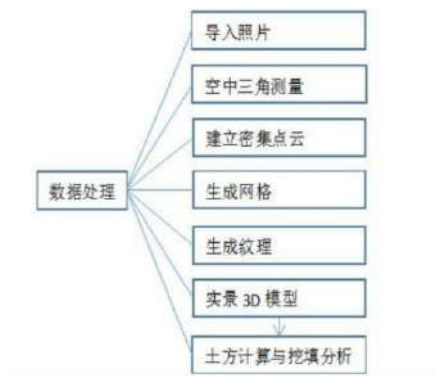 导入照片
空中三角测量
建立密集点云
数据处理
生成网格
生成纹理
实景 3D 模型
土方计算与挖填分析